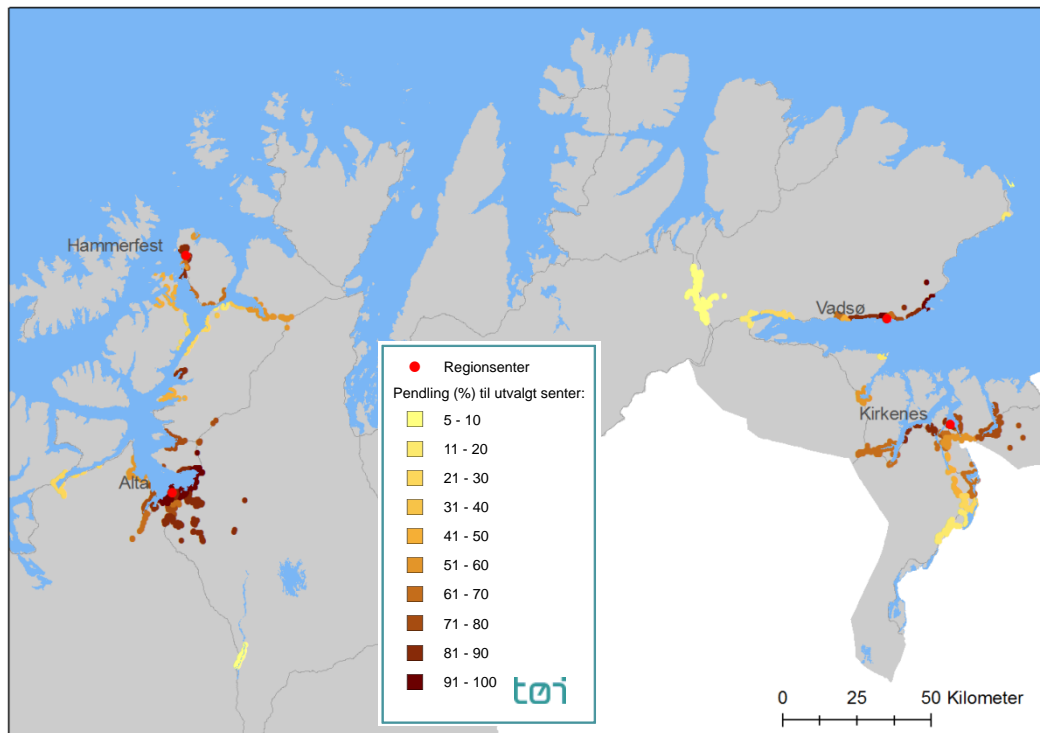 Hammerfest
Vadsø
Kirkenes
Alta
Regionsenter
Pendling (%) til utvalgt senter:
5 - 10
11 - 20
21 - 30
31 - 40
41 - 50
51 - 60
61 - 70
71 - 80
81 - 90
91 - 100
tøi
0 25 50 Kilometer